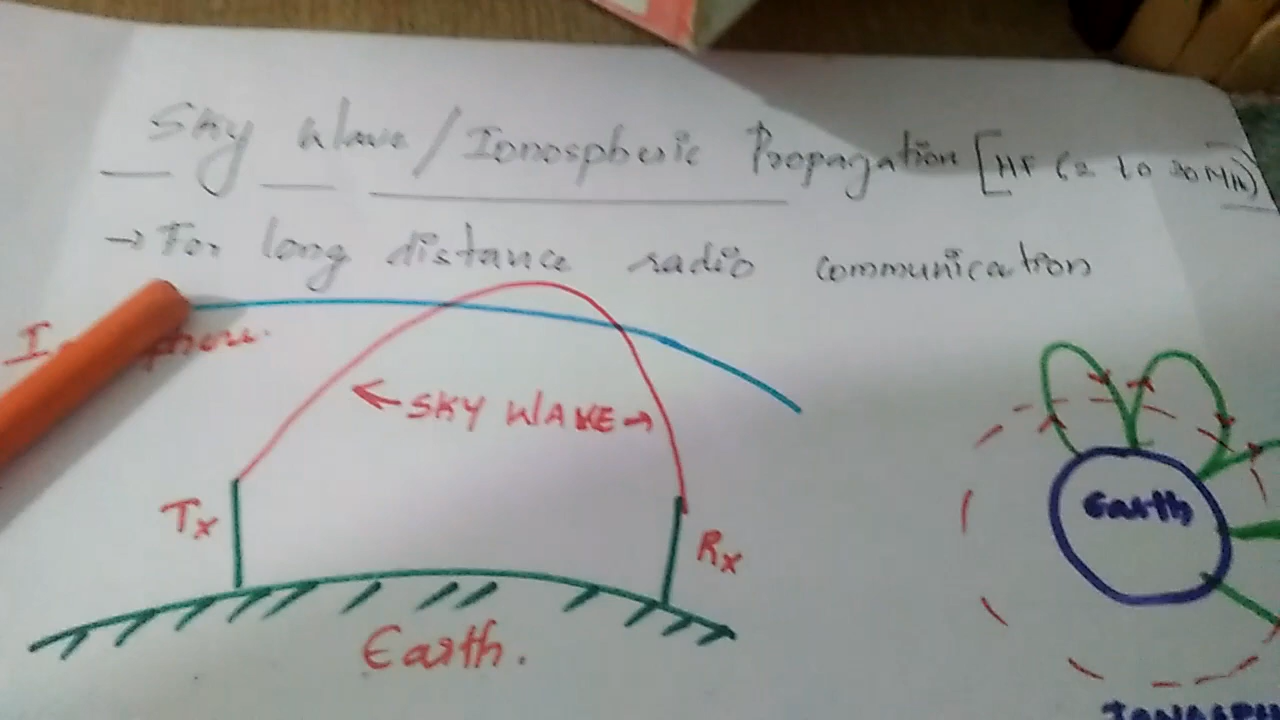 Sky Wave/Ionospheric Propagation [HF (2 to 30 MHz)
→ For long distance radio communication
← SKY WAVE →
Tx
Rx
Earth.
Earth